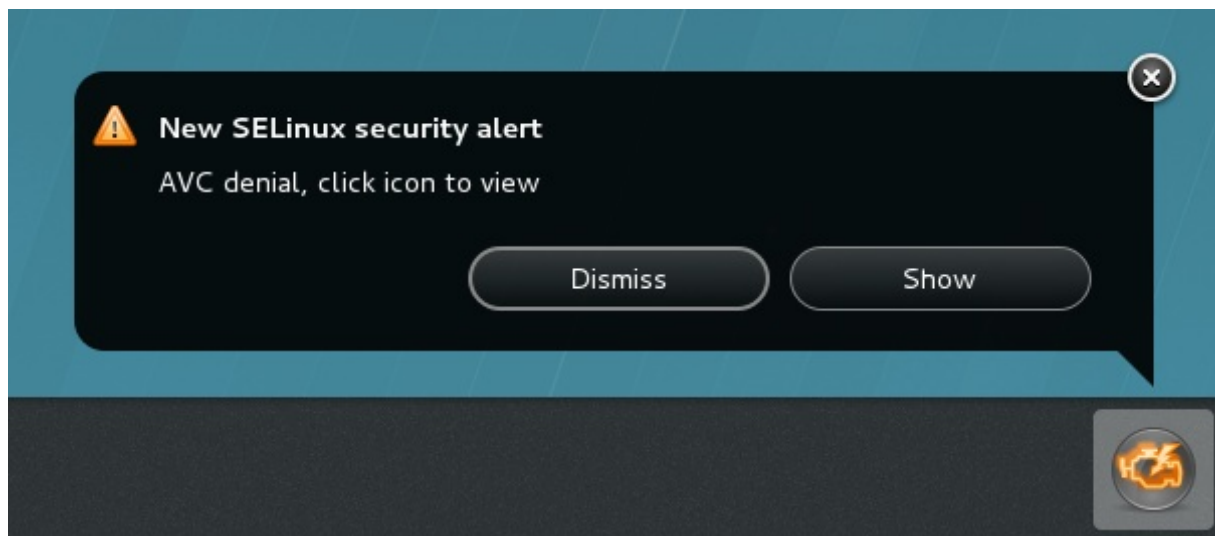 New SELinux security alert
AVC denial, click icon to view
Dismiss
Show